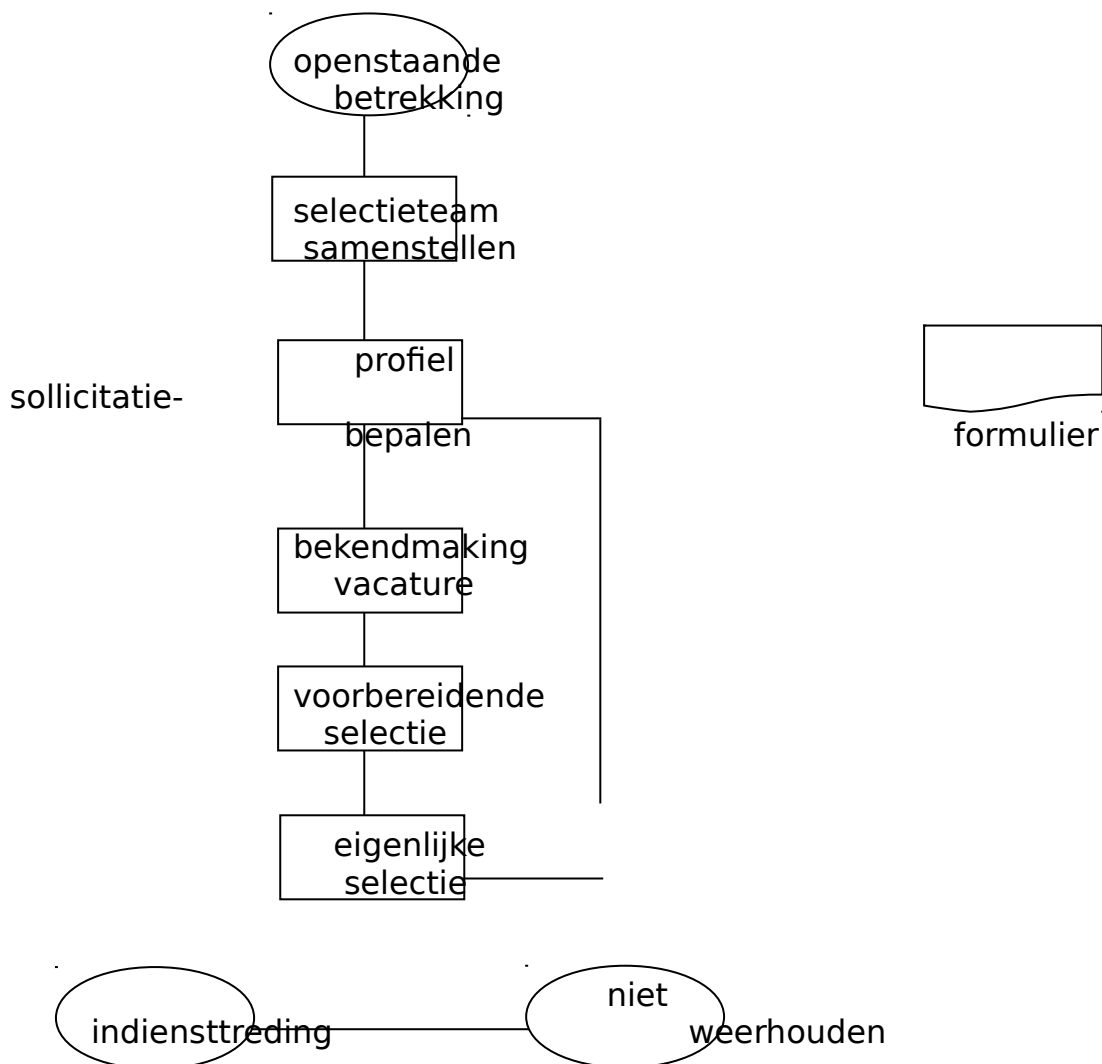 openstaande
betrekking
selectieteam
samenstellen
profiel
sollicitatie-
bepalen
formulier
bekendmaking
vacature
voorbereidende
selectie
eigenlijke
selectie
niet
indiensttreding
weerhouden